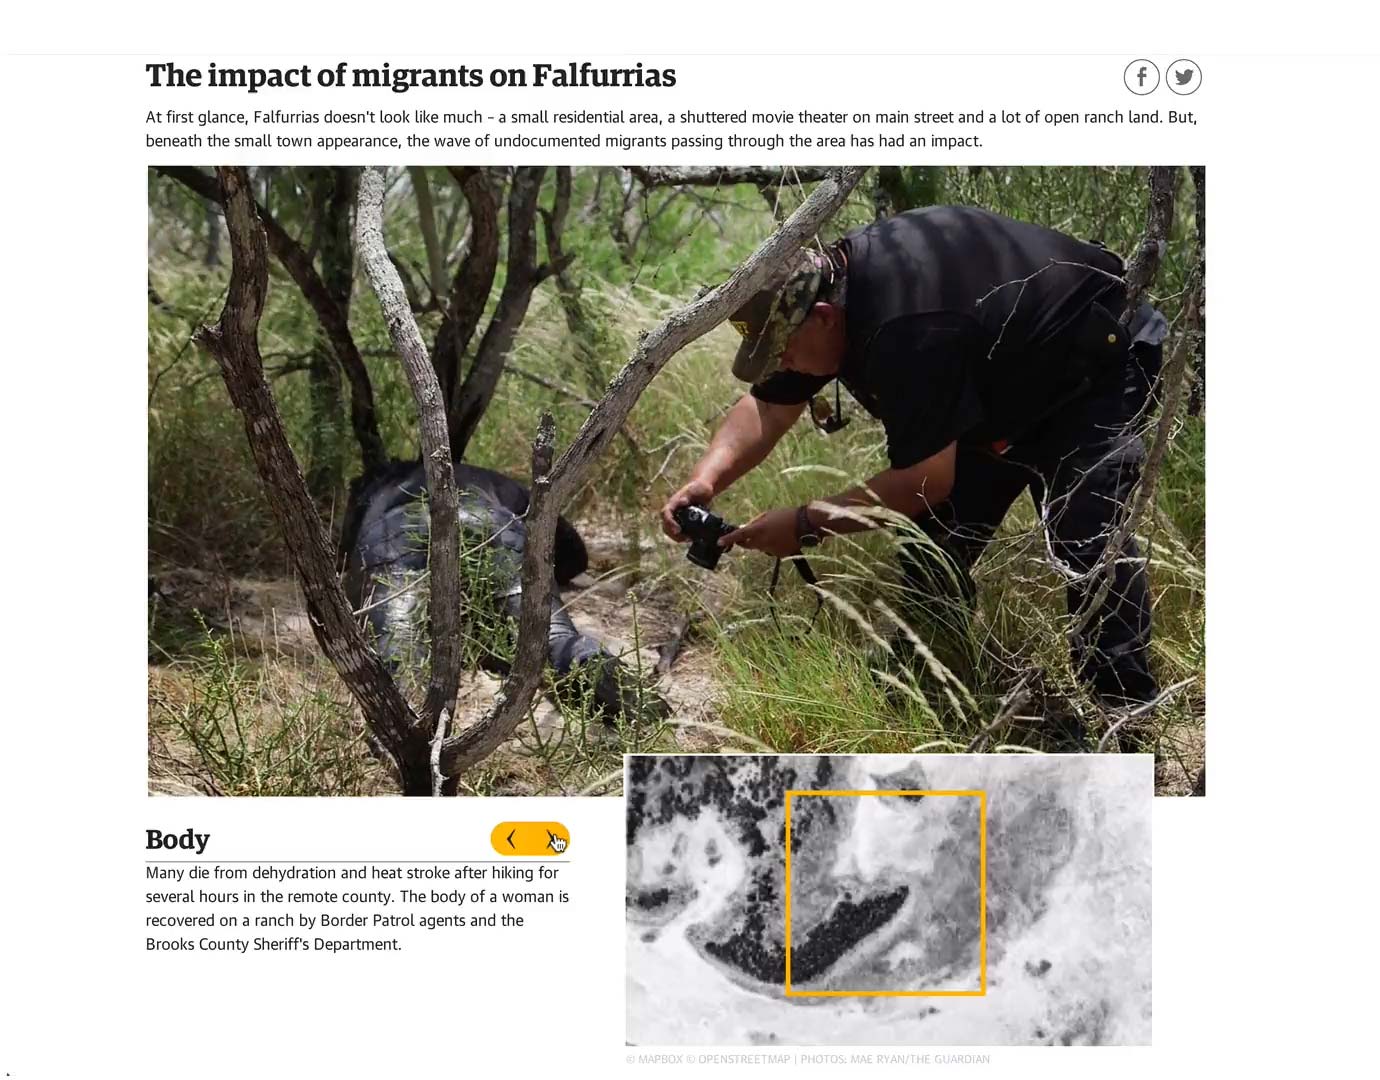 The impact of migrants on Falfurrias
At first glance, Falfurrias doesn't look like much – a small residential area, a shuttered movie theater on main street and a lot of open ranch land. But,
beneath the small town appearance, the wave of undocumented migrants passing through the area has had an impact.
Body
Many die from dehydration and heat stroke after hiking for
several hours in the remote county. The body of a woman is
recovered on a ranch by Border Patrol agents and the
Brooks County Sheriff's Department.
© MAPBOX © OPENSTREETMAP | PHOTOS: MAE RYAN/THE GUARDIAN